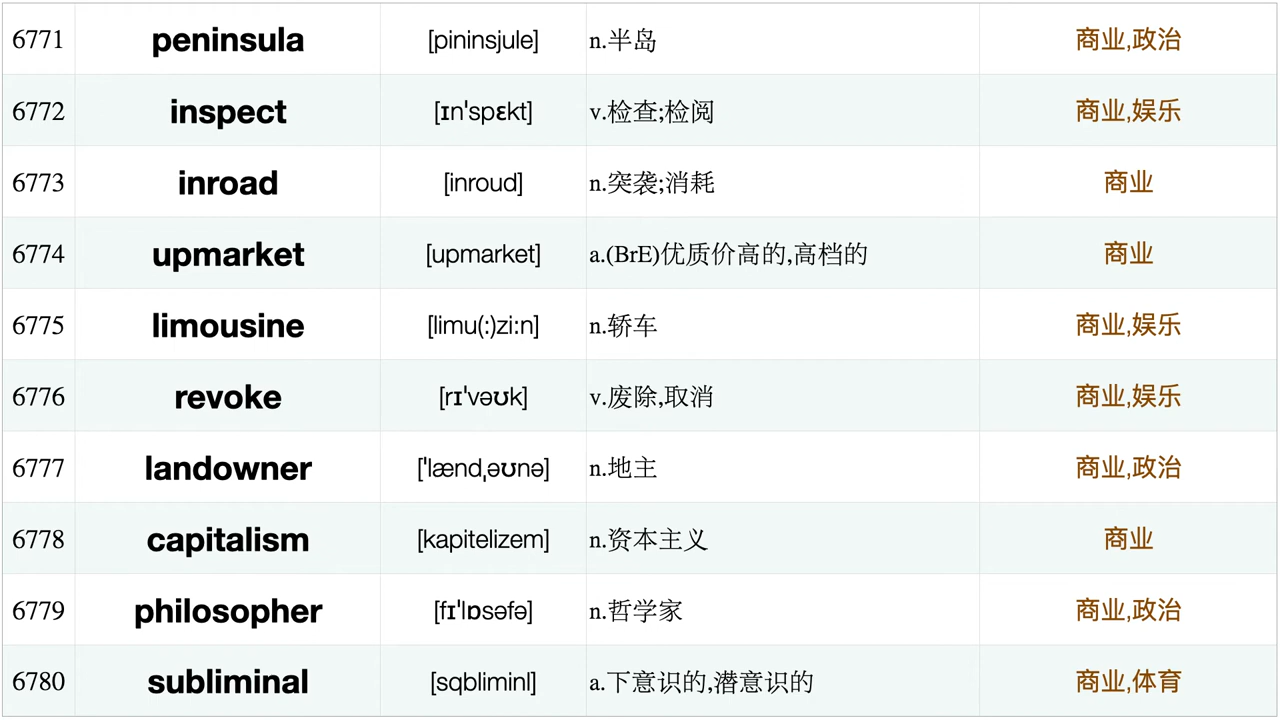 6771 peninsula [pininsjule] n.半岛 商业,政治
6772 inspect [ɪnˈspɛkt] v.检查;检阅 商业,娱乐
6773 inroad [inroud] n.突袭;消耗 商业
6774 upmarket [upmarket] a.(BrE)优质价高的,高档的 商业
6775 limousine [limu(:)zi:n] n.轿车 商业,娱乐
6776 revoke [rɪˈvəʊk] v.废除,取消 商业,娱乐
6777 landowner [ˈlændˌəʊnə] n.地主 商业,政治
6778 capitalism [kapitelizem] n.资本主义 商业
6779 philosopher [fɪˈlɒsəfə] n.哲学家 商业,政治
6780 subliminal [sqbliminl] a.下意识的,潜意识的 商业,体育